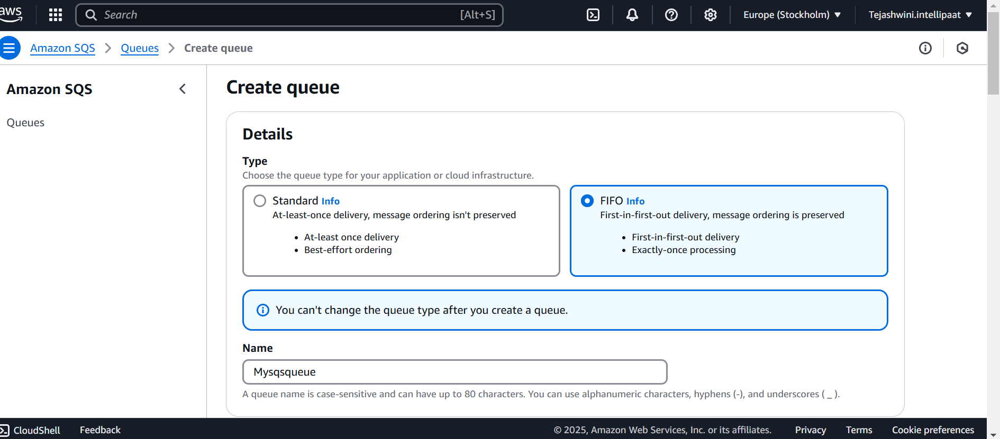 aws
Search [Alt+S] Europe (Stockholm) Tejashwini.intellipaat
Amazon SQS Queues Create queue
Amazon SQS
Queues
Create queue
Details
Type
Choose the queue type for your application or cloud infrastructure.
Standard Info
At-least-once delivery, message ordering isn't preserved
• At-least once delivery
• Best-effort ordering
FIFO Info
First-in-first-out delivery, message ordering is preserved
• First-in-first-out delivery
• Exactly-once processing
You can't change the queue type after you create a queue.
Name
Mysqsqueue
A queue name is case-sensitive and can have up to 80 characters. You can use alphanumeric characters, hyphens (-), and underscores ( _ ).
CloudShell Feedback © 2025, Amazon Web Services, Inc. or its affiliates. Privacy Terms Cookie preferences